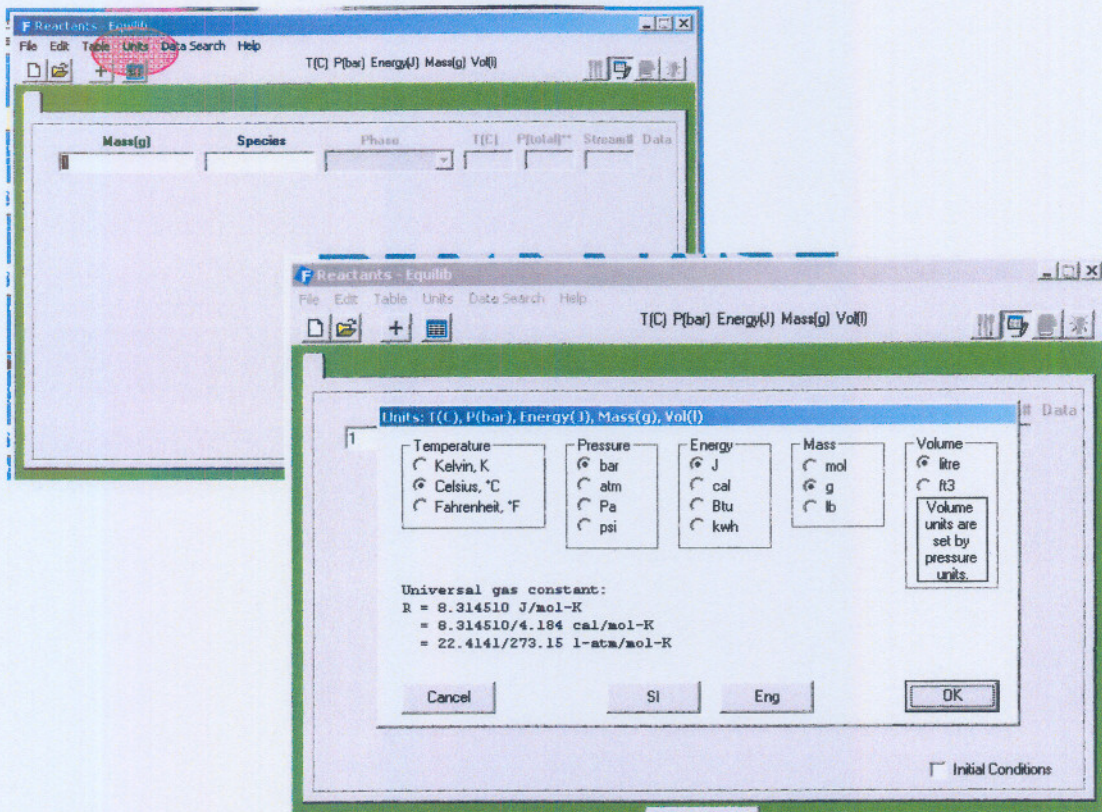 F Reactants - Equilib
File Edit Table Units Data Search Help
T(C) P(bar) Energy(J) Mass(g) Vol(l)
Mass(g) Species Phase T(C) P(total)** Stream# Data
1
F Reactants - Equilib
File Edit Table Units Data Search Help
T(C) P(bar) Energy(J) Mass(g) Vol(l)
# Data
1
Units: T(C), P(bar), Energy(J), Mass(g), Vol(l)
Temperature Pressure Energy Mass Volume
Kelvin, K bar J mol litre
Celsius, °C atm cal g ft3
Fahrenheit, °F Pa Btu lb Volume
psi kwh units are
set by
pressure
units.
Universal gas constant:
R = 8.314510 J/mol-K
= 8.314510/4.184 cal/mol-K
= 22.4141/273.15 l-atm/mol-K
Cancel SI Eng OK
Initial Conditions